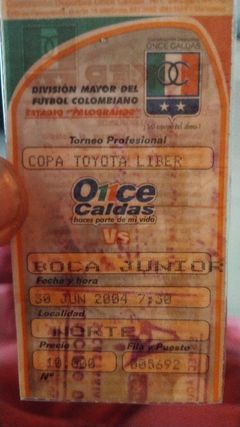 ONCE CALDAS
DIVISIÓN MAYOR DEL
FUTBOL COLOMBIANO
ESTADIO "PALOGRANDE"
Torneo Profesional
COPA TOYOTA LIBER
Once
Caldas
haces parte de mi vida
Vs
BOCA JUNIOR
Fecha y hora
30 JUN 2004 7:30
Localidad
NORTE
Precio Fila y Puesto
10.000 005692
Nº